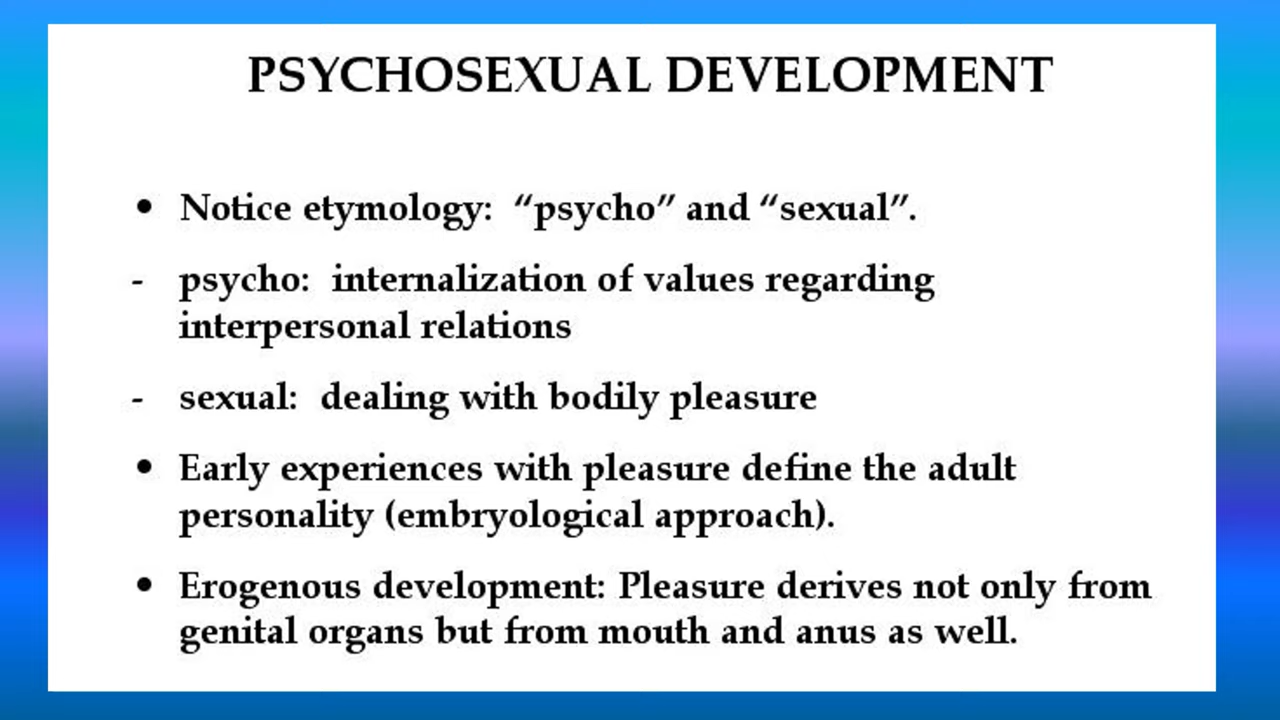 PSYCHOSEXUAL DEVELOPMENT
• Notice etymology: “psycho” and “sexual”.
- psycho: internalization of values regarding
interpersonal relations
- sexual: dealing with bodily pleasure
• Early experiences with pleasure define the adult
personality (embryological approach).
• Erogenous development: Pleasure derives not only from
genital organs but from mouth and anus as well.